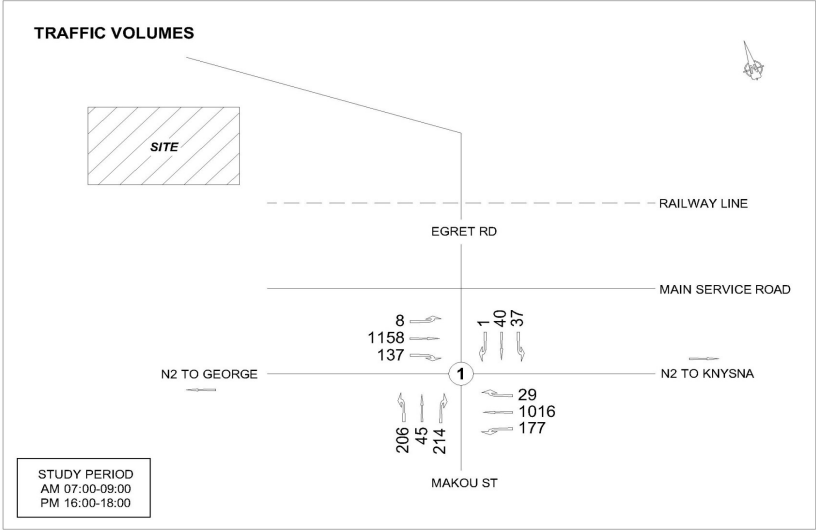 TRAFFIC VOLUMES
SITE
RAILWAY LINE
EGRET RD
MAIN SERVICE ROAD
8
1158
137
1
40
37
N2 TO GEORGE
1
N2 TO KNYSNA
29
1016
177
206
45
214
MAKOU ST
STUDY PERIOD
AM 07:00-09:00
PM 16:00-18:00